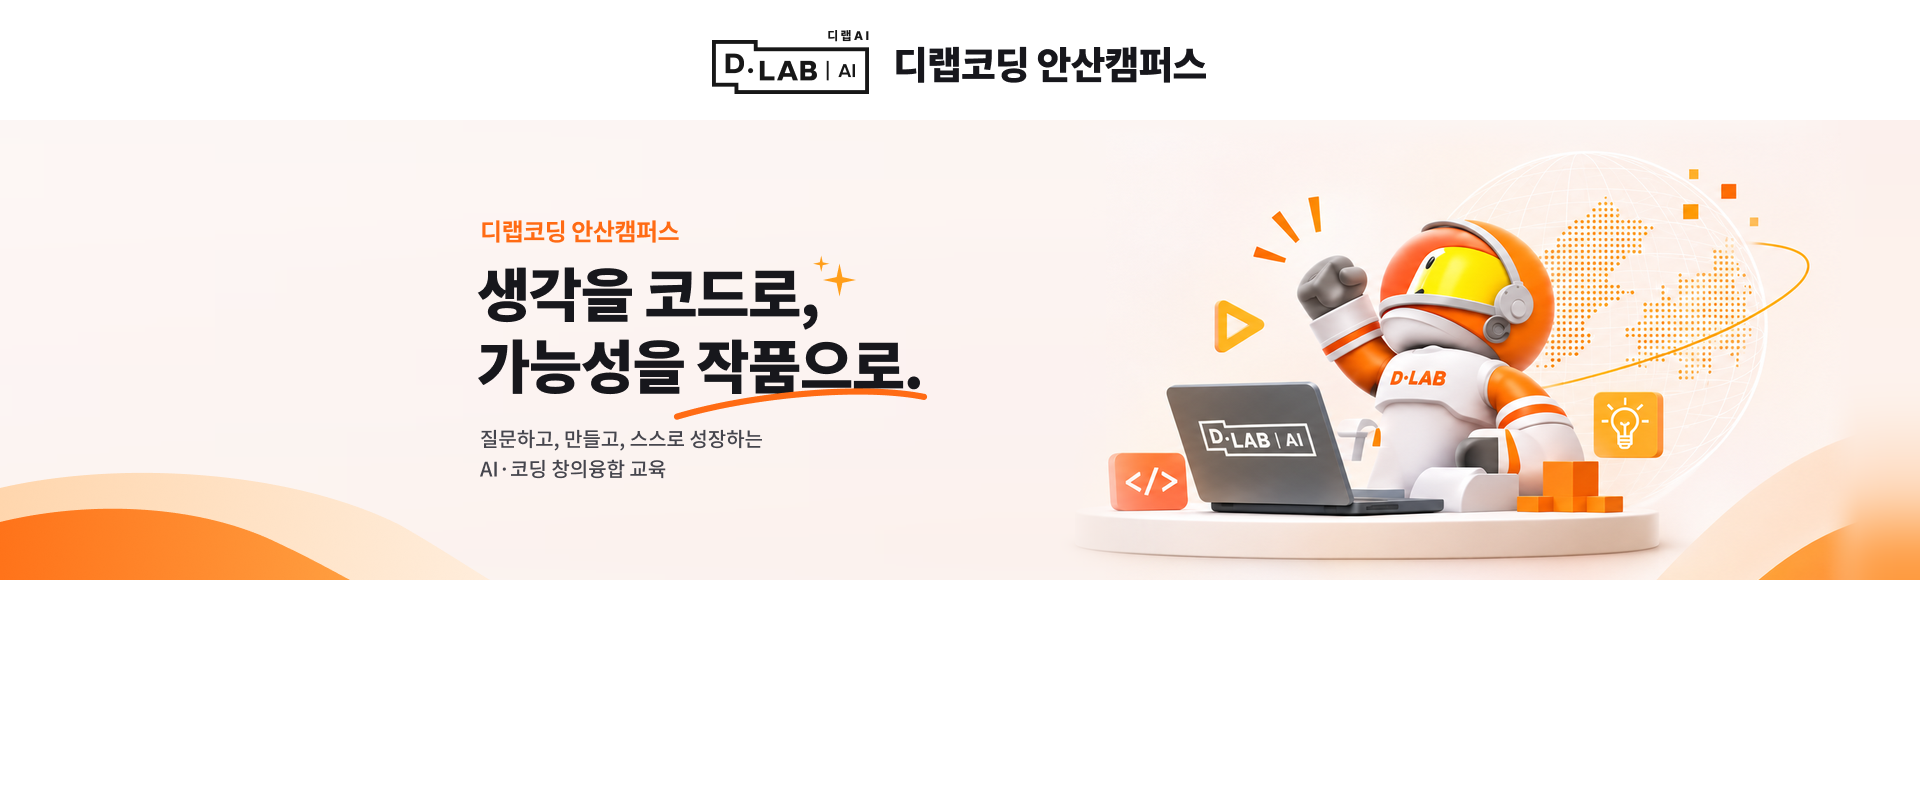 디랩AI
D.LAB | AI
디랩코딩 안산캠퍼스
디랩코딩 안산캠퍼스
생각을 코드로,
가능성을 작품으로.
질문하고, 만들고, 스스로 성장하는
AI·코딩 창의융합 교육
D·LAB
D·LAB | AI
</>